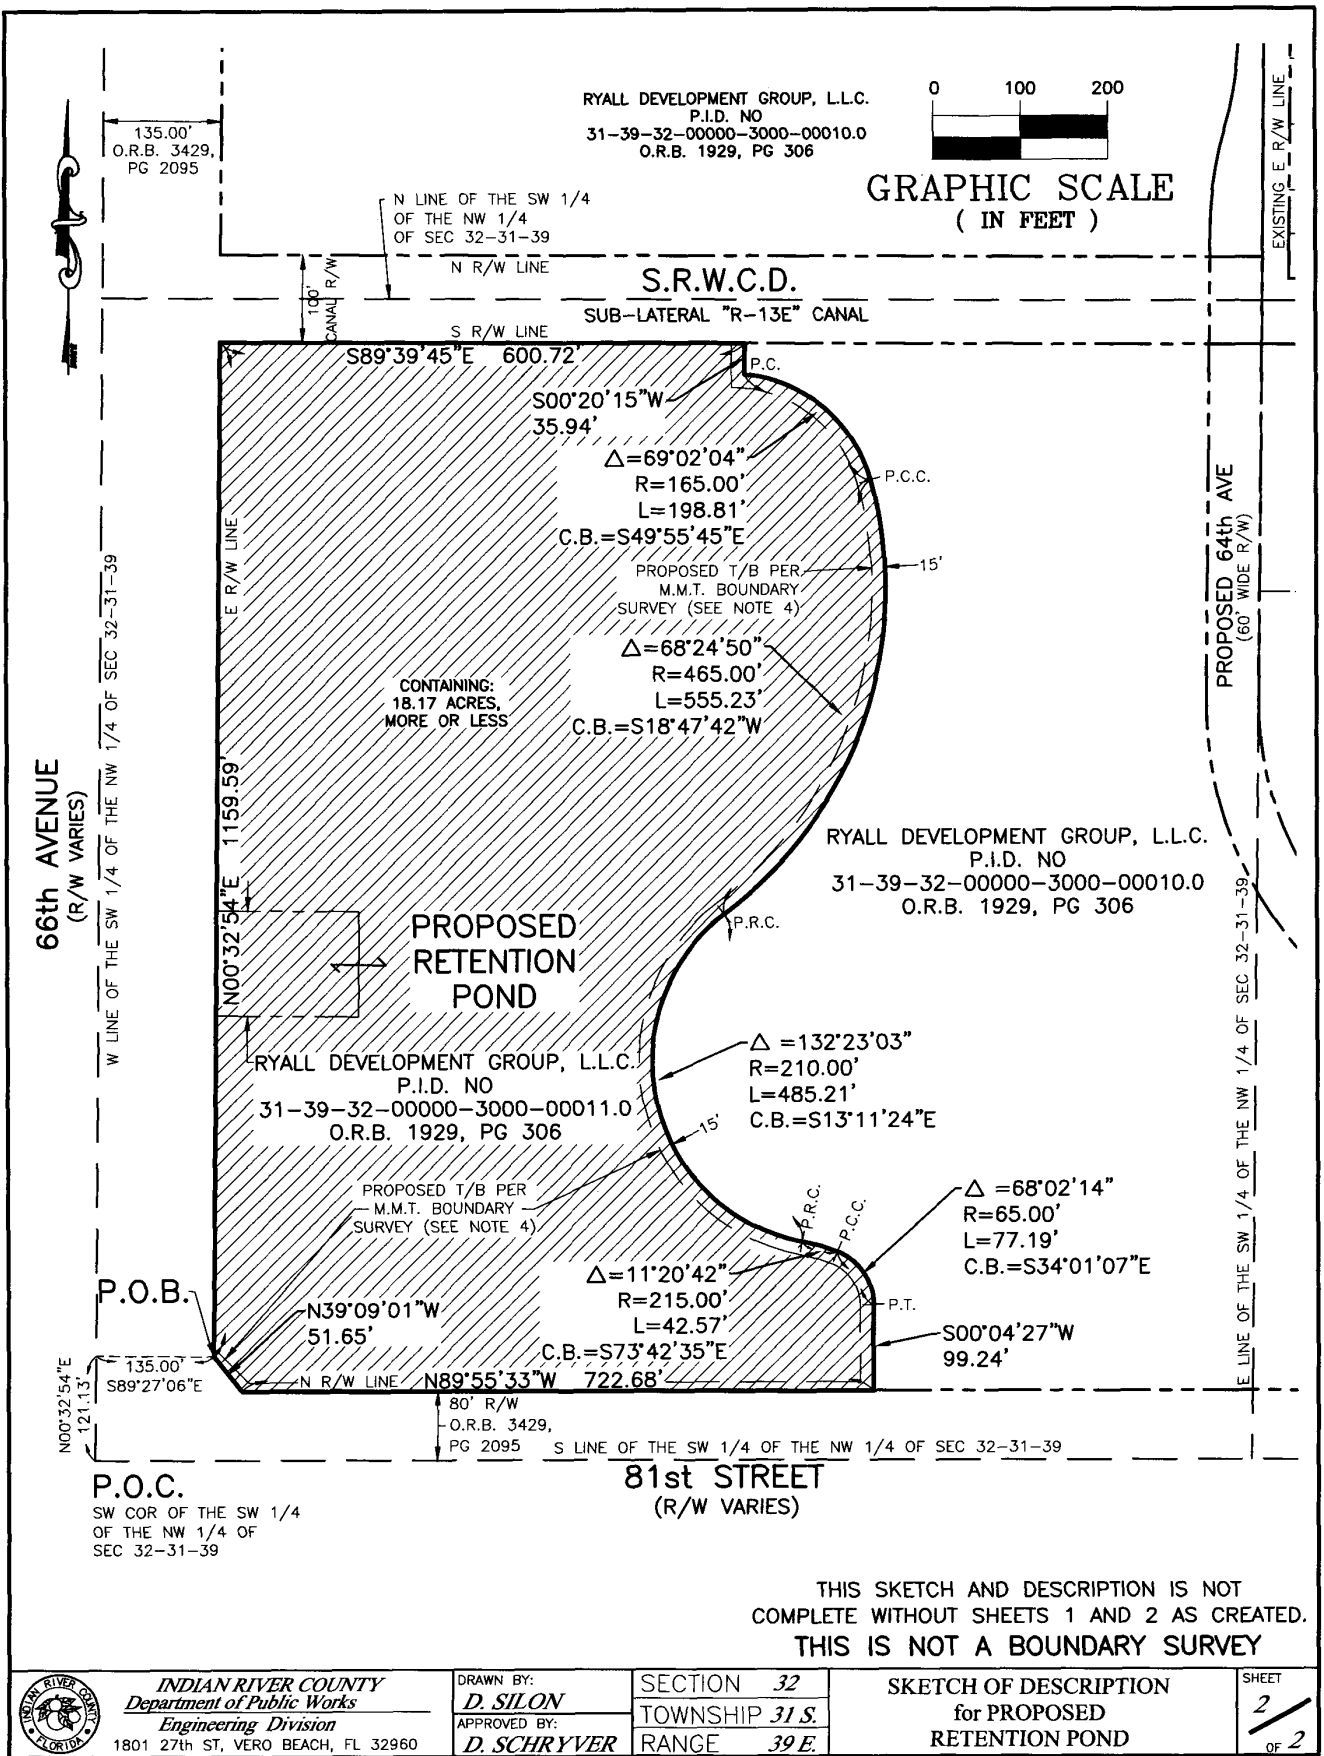 RYALL DEVELOPMENT GROUP, L.L.C.
P.I.D. NO
31-39-32-00000-3000-00010.0
O.R.B. 1929, PG 306
0 100 200
GRAPHIC SCALE
( IN FEET )
EXISTING E R/W LINE
135.00'
O.R.B. 3429,
PG 2095
N LINE OF THE SW 1/4
OF THE NW 1/4
OF SEC 32-31-39
N R/W LINE
100'
CANAL R/W
S.R.W.C.D.
SUB-LATERAL "R-13E" CANAL
S R/W LINE
S89°39'45"E 600.72'
P.C.
S00°20'15"W
35.94'
△=69°02'04"
R=165.00'
L=198.81'
C.B.=S49°55'45"E
P.C.C.
PROPOSED T/B PER
M.M.T. BOUNDARY
SURVEY (SEE NOTE 4)
15'
△=68°24'50"
R=465.00'
L=555.23'
C.B.=S18°47'42"W
CONTAINING:
18.17 ACRES,
MORE OR LESS
E R/W LINE
N00°32'54"E 1159.59'
W LINE OF THE SW 1/4 OF THE NW 1/4 OF SEC 32-31-39
66th AVENUE
(R/W VARIES)
PROPOSED 64th AVE
(60' WIDE R/W)
RYALL DEVELOPMENT GROUP, L.L.C.
P.I.D. NO
31-39-32-00000-3000-00010.0
O.R.B. 1929, PG 306
PROPOSED
RETENTION
POND
P.R.C.
RYALL DEVELOPMENT GROUP, L.L.C.
P.I.D. NO
31-39-32-00000-3000-00011.0
O.R.B. 1929, PG 306
△ =132°23'03"
R=210.00'
L=485.21'
C.B.=S13°11'24"E
15'
PROPOSED T/B PER
M.M.T. BOUNDARY
SURVEY (SEE NOTE 4)
P.R.C.
P.C.C.
△ =68°02'14"
R=65.00'
L=77.19'
C.B.=S34°01'07"E
E LINE OF THE SW 1/4 OF THE NW 1/4 OF SEC 32-31-39
△=11°20'42"
R=215.00'
L=42.57'
C.B.=S73°42'35"E
P.T.
S00°04'27"W
99.24'
P.O.B.
N39°09'01"W
51.65'
135.00'
S89°27'06"E
N00°32'54"E
121.13'
N R/W LINE N89°55'33"W 722.68'
80' R/W
O.R.B. 3429,
PG 2095
S LINE OF THE SW 1/4 OF THE NW 1/4 OF SEC 32-31-39
81st STREET
(R/W VARIES)
P.O.C.
SW COR OF THE SW 1/4
OF THE NW 1/4 OF
SEC 32-31-39
THIS SKETCH AND DESCRIPTION IS NOT
COMPLETE WITHOUT SHEETS 1 AND 2 AS CREATED.
THIS IS NOT A BOUNDARY SURVEY
INDIAN RIVER COUNTY
FLORIDA
INDIAN RIVER COUNTY
Department of Public Works
Engineering Division
1801 27th ST, VERO BEACH, FL 32960
DRAWN BY:
D. SILON
APPROVED BY:
D. SCHRYVER
SECTION 32
TOWNSHIP 31 S.
RANGE 39 E.
SKETCH OF DESCRIPTION
for PROPOSED
RETENTION POND
SHEET
2
OF 2